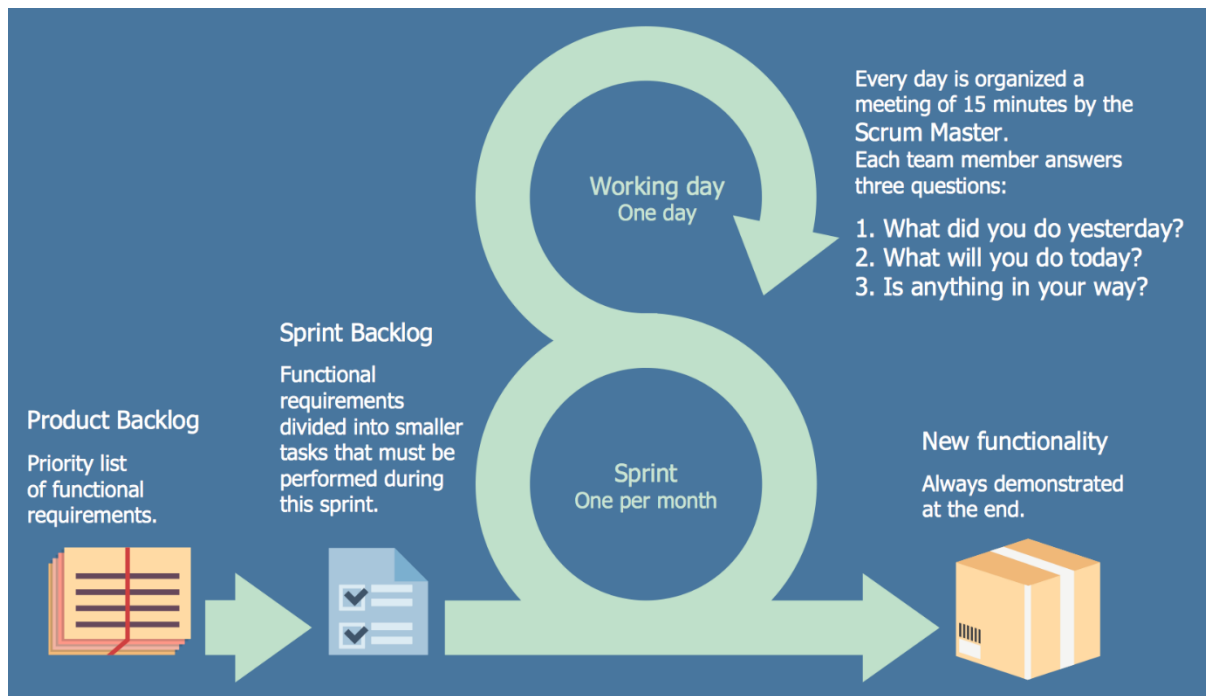 Every day is organized a
meeting of 15 minutes by the
Scrum Master.
Each team member answers
three questions:
1. What did you do yesterday?
2. What will you do today?
3. Is anything in your way?
Working day
One day
Sprint Backlog
Functional
requirements
divided into smaller
tasks that must be
performed during
this sprint.
Product Backlog
Priority list
of functional
requirements.
Sprint
One per month
New functionality
Always demonstrated
at the end.